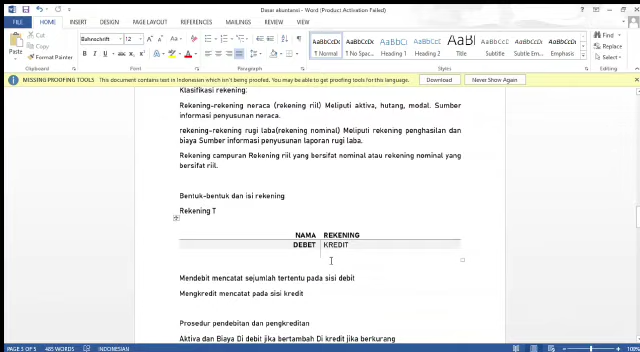 Dasar akuntansi - Word (Product Activation Failed)
FILE HOME INSERT DESIGN PAGE LAYOUT REFERENCES MAILINGS REVIEW VIEW
Cut
Copy
Format Painter
Paste
Bahnschrift 12
AaBbCcDc AaBbCcDc AaBbC AaBbCc AaBl AaBbCcD AaBbCcDc
¶ Normal ¶ No Spac... Heading 1 Heading 2 Title Subtitle Emphasis
Find
Replace
Select
Clipboard Font Paragraph Styles Editing
MISSING PROOFING TOOLS This document contains text in Indonesian which isn't being proofed. You may be able to get proofing tools for this language. Download Never Show Again
Klasifikasi rekening:
Rekening-rekening neraca (rekening riil) Meliputi aktiva, hutang, modal. Sumber
informasi penyusunan neraca.
rekening-rekening rugi laba(rekening nominal) Meliputi rekening penghasilan dan
biaya Sumber informasi penyusunan laporan rugi laba.
Rekening campuran Rekening riil yang bersifat nominal atau rekening nominal yang
bersifat riil.
Bentuk-bentuk dan isi rekening
Rekening T
NAMA REKENING
DEBET KREDIT
Mendebit mencatat sejumlah tertentu pada sisi debit
Mengkredit mencatat pada sisi kredit
Prosedur pendebitan dan pengkreditan
Aktiva dan Biaya Di debit jika bertambah Di kredit jika berkurang
PAGE 5 OF 5 485 WORDS INDONESIAN 100%